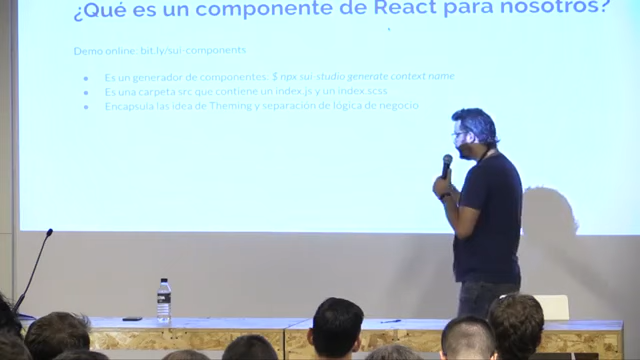 ¿Qué es un componente de React para nosotros?
Demo online: bit.ly/sui-components
Es un generador de componentes. $ npx sui-studio generate context name
Es una carpeta src que contiene un index.js y un index.scss
Encapsula las idea de Theming y separación de lógica de negocio